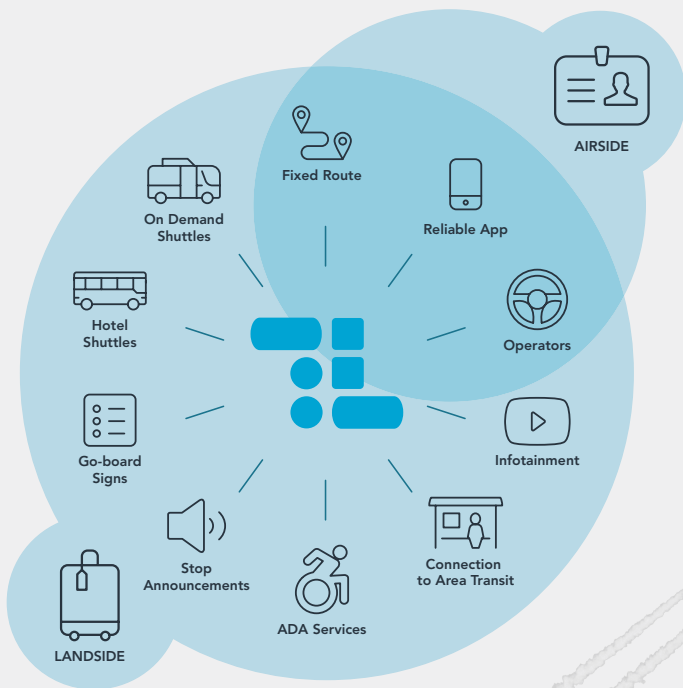 AIRSIDE
Fixed Route
Reliable App
On Demand
Shuttles
Hotel
Shuttles
Operators
Go-board
Signs
Infotainment
Stop
Announcements
Connection
to Area Transit
ADA Services
LANDSIDE